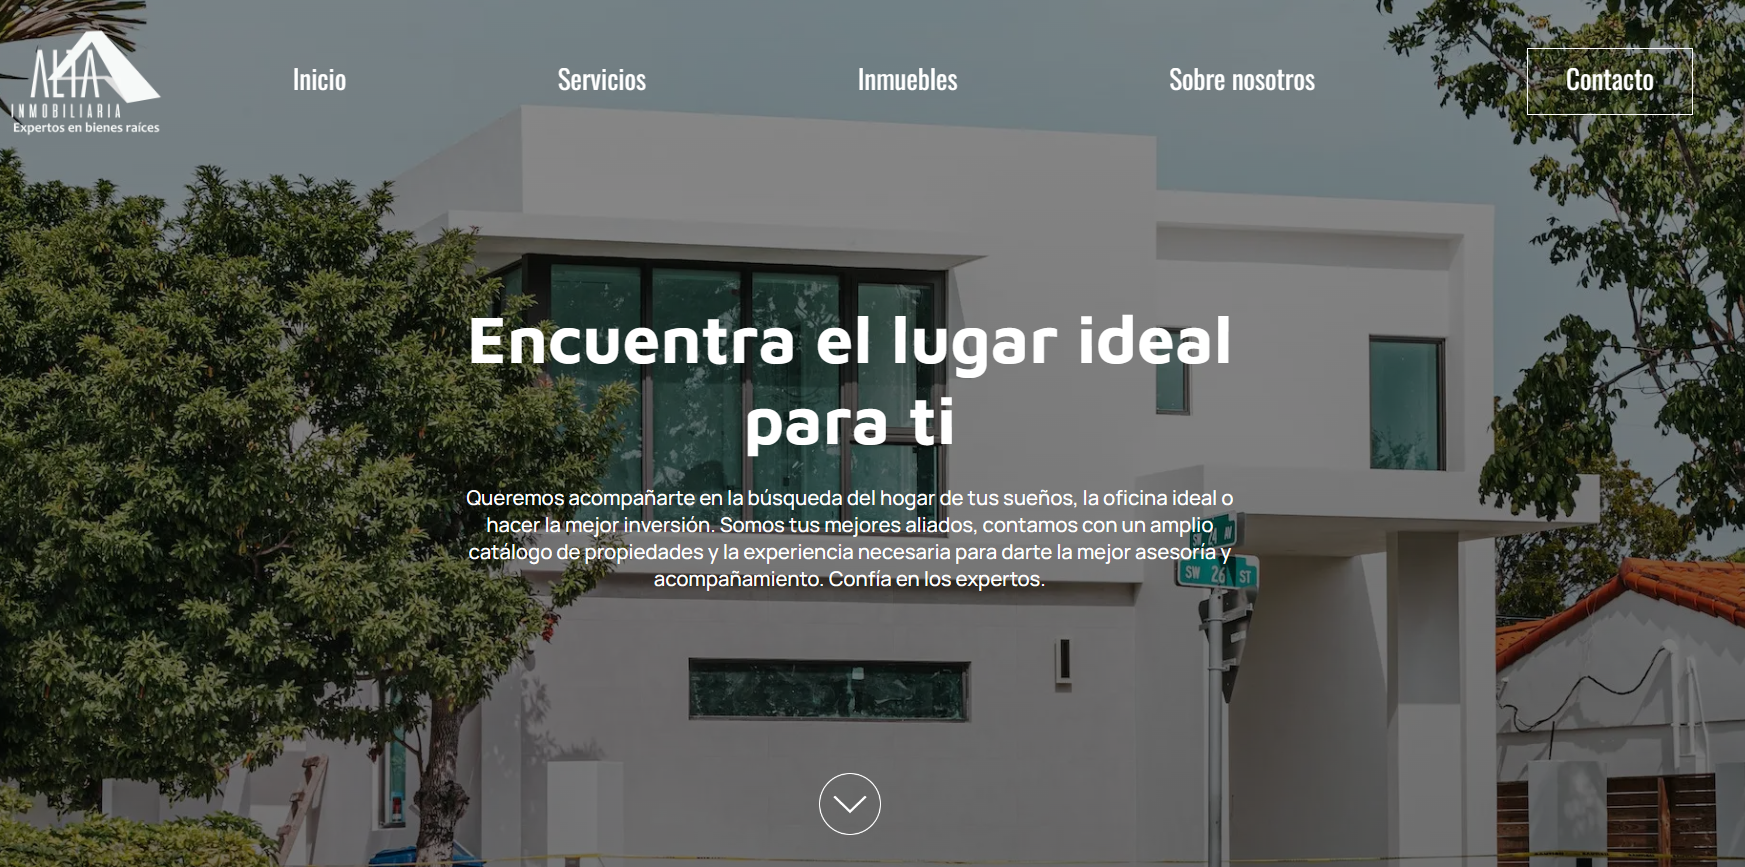 ALTA
INMOBILIARIA
Expertos en bienes raíces
Inicio
Servicios
Inmuebles
Sobre nosotros
Contacto
Encuentra el lugar ideal
para ti
Queremos acompañarte en la búsqueda del hogar de tus sueños, la oficina ideal o
hacer la mejor inversión. Somos tus mejores aliados, contamos con un amplio
catálogo de propiedades y la experiencia necesaria para darte la mejor asesoría y
acompañamiento. Confía en los expertos.
SW 24 AV
SW 26 ST